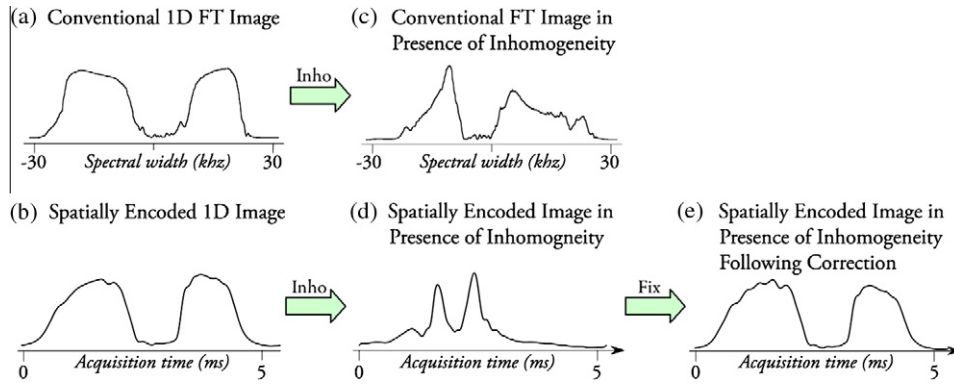 (a) Conventional 1D FT Image
(c) Conventional FT Image in
Presence of Inhomogeneity
Inho
-30
Spectral width (khz)
30
-30
Spectral width (khz)
30
(b) Spatially Encoded 1D Image
(d) Spatially Encoded Image in
Presence of Inhomogneity
(e) Spatially Encoded Image in
Presence of Inhomogeneity
Following Correction
Inho
Fix
0
Acquisition time (ms)
5
0
Acquisition time (ms)
5
0
Acquisition time (ms)
5